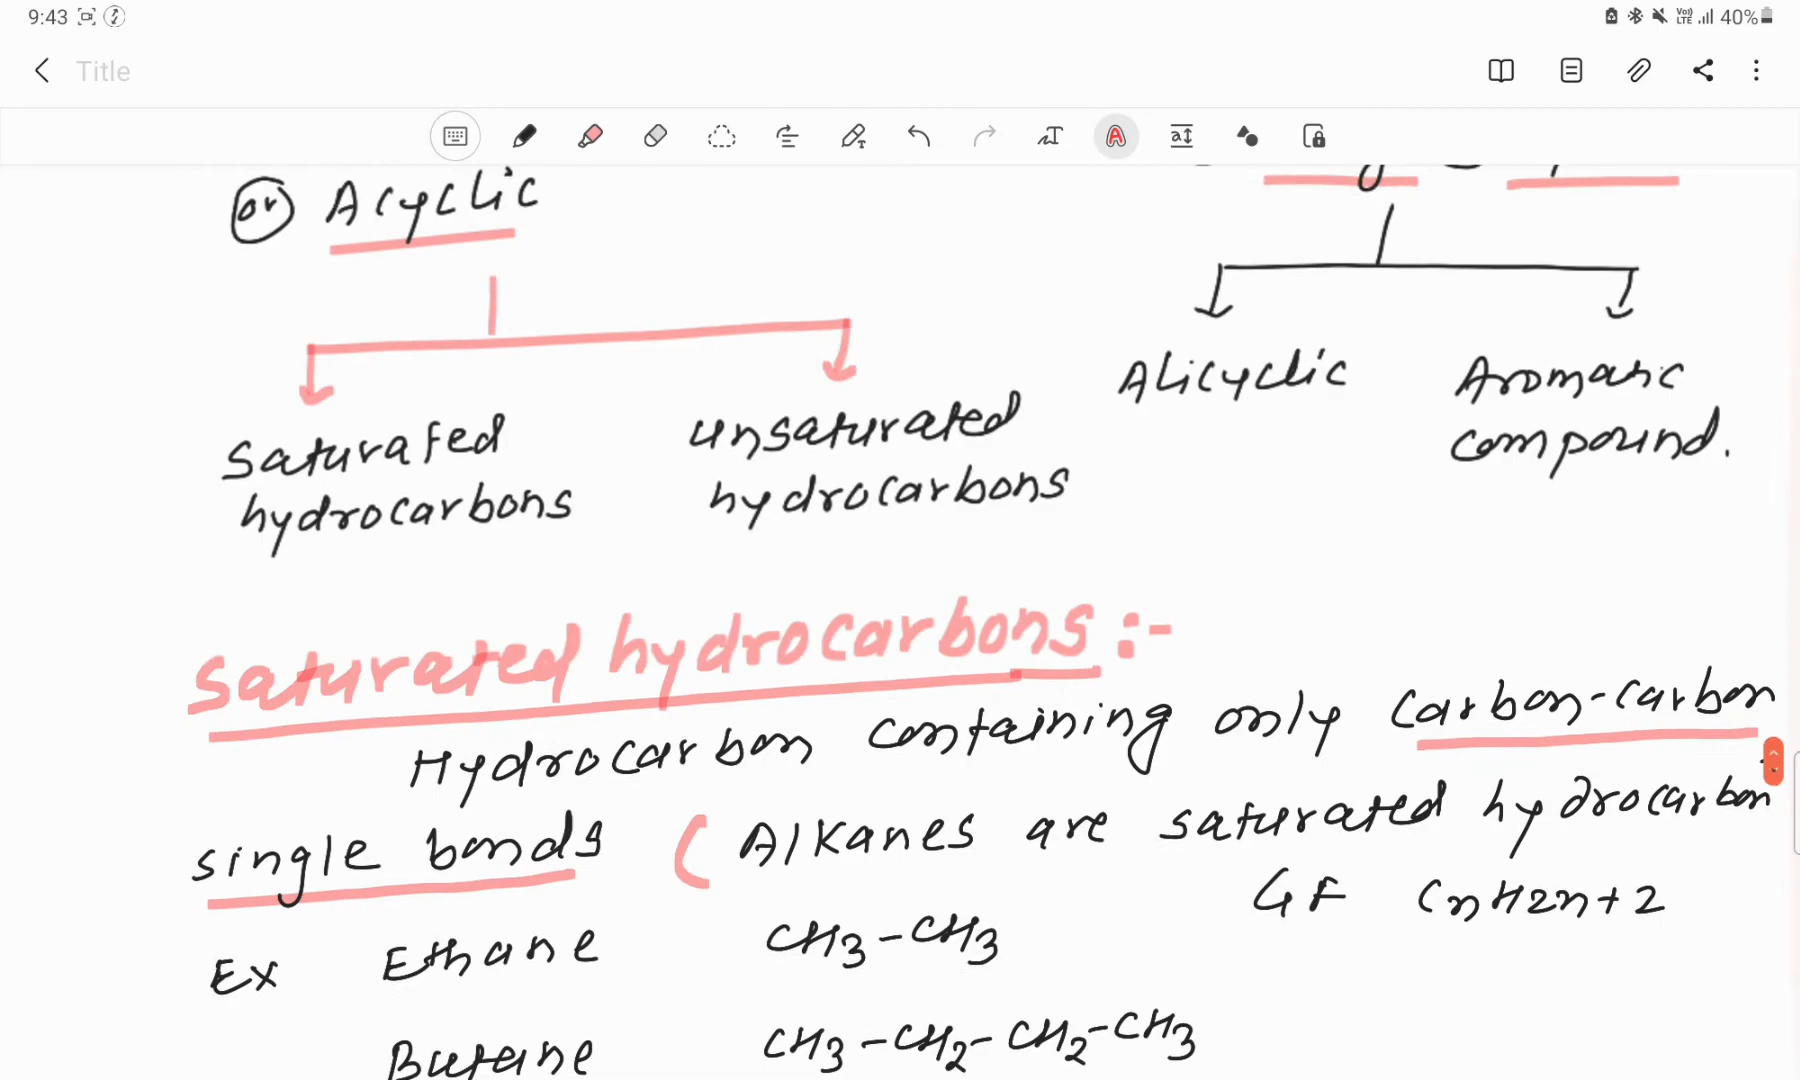 9:43
40%
Title
or Acyclic
Alicyclic Aromatic
compound.
Saturated unsaturated
hydrocarbons hydrocarbons
Saturated hydrocarbons :-
Hydrocarbon containing only Carbon-carbon
single bonds ( Alkanes are saturated hydrocarbon
GF CnH2n+2
Ex Ethane CH3-CH3
Butane CH3-CH2-CH2-CH3